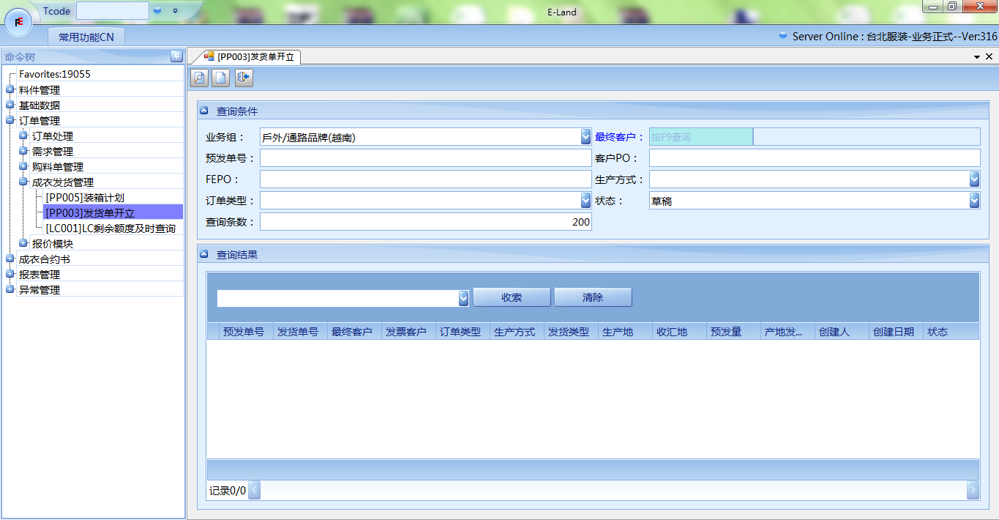 Tcode
E-Land
FE
常用功能CN
Server Online : 台北服装-业务正式--Ver:316
命令树
[PP003]发货单开立
Favorites:19055
料件管理
基础数据
订单管理
订单处理
需求管理
购料单管理
成衣发货管理
[PP005]装箱计划
[PP003]发货单开立
[LC001]LC剩余额度及时查询
报价模块
成衣合约书
报表管理
异常管理
查询条件
业务组： 戶外/通路品牌(越南) 最终客户： 按F9查询
预发单号： 客户PO：
FEPO： 生产方式：
订单类型： 状态： 草稿
查询条数： 200
查询结果
收索 清除
预发单号 发货单号 最终客户 发票客户 订单类型 生产方式 发货类型 生产地 收汇地 预发量 产地发... 创建人 创建日期 状态
记录0/0